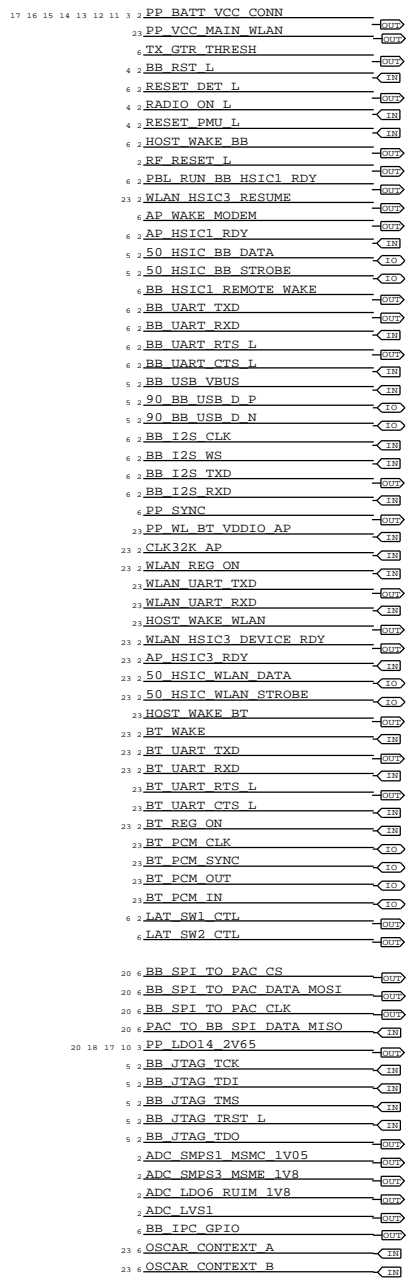 17 16 15 14 13 12 11 3 2 PP_BATT_VCC_CONN OUT
23 PP_VCC_MAIN_WLAN OUT
6 TX_GTR_THRESH OUT
4 2 BB_RST_L IN
6 2 RESET_DET_L OUT
4 2 RADIO_ON_L IN
4 2 RESET_PMU_L IN
6 2 HOST_WAKE_BB OUT
2 RF_RESET_L OUT
6 2 PBL_RUN_BB_HSIC1_RDY OUT
23 2 WLAN_HSIC3_RESUME OUT
6 AP_WAKE_MODEM OUT
6 2 AP_HSIC1_RDY IN
5 2 50_HSIC_BB_DATA IO
5 2 50_HSIC_BB_STROBE IO
6 BB_HSIC1_REMOTE_WAKE OUT
6 2 BB_UART_TXD OUT
6 2 BB_UART_RXD IN
6 2 BB_UART_RTS_L OUT
6 2 BB_UART_CTS_L IN
5 2 BB_USB_VBUS IN
5 2 90_BB_USB_D_P IO
5 2 90_BB_USB_D_N IO
6 2 BB_I2S_CLK IN
6 2 BB_I2S_WS IN
6 2 BB_I2S_TXD OUT
6 2 BB_I2S_RXD IN
6 PP_SYNC OUT
23 PP_WL_BT_VDDIO_AP IN
23 2 CLK32K_AP IN
23 2 WLAN_REG_ON IN
23 WLAN_UART_TXD OUT
23 WLAN_UART_RXD IN
23 HOST_WAKE_WLAN OUT
23 2 WLAN_HSIC3_DEVICE_RDY OUT
23 2 AP_HSIC3_RDY IN
23 2 50_HSIC_WLAN_DATA IO
23 2 50_HSIC_WLAN_STROBE IO
23 HOST_WAKE_BT OUT
23 2 BT_WAKE IN
23 2 BT_UART_TXD OUT
23 2 BT_UART_RXD IN
23 BT_UART_RTS_L OUT
23 BT_UART_CTS_L IN
23 2 BT_REG_ON IN
23 BT_PCM_CLK IO
23 BT_PCM_SYNC IO
23 BT_PCM_OUT IO
23 BT_PCM_IN IO
6 2 LAT_SW1_CTL OUT
6 LAT_SW2_CTL OUT
20 6 BB_SPI_TO_PAC_CS OUT
20 6 BB_SPI_TO_PAC_DATA_MOSI OUT
20 6 BB_SPI_TO_PAC_CLK OUT
20 6 PAC_TO_BB_SPI_DATA_MISO IN
20 18 17 10 3 PP_LDO14_2V65 OUT
5 2 BB_JTAG_TCK IN
5 2 BB_JTAG_TDI IN
5 2 BB_JTAG_TMS IN
5 2 BB_JTAG_TRST_L IN
5 2 BB_JTAG_TDO OUT
2 ADC_SMPS1_MSMC_1V05 OUT
2 ADC_SMPS3_MSME_1V8 OUT
2 ADC_LDO6_RUIM_1V8 OUT
2 ADC_LVS1 OUT
6 BB_IPC_GPIO OUT
23 6 OSCAR_CONTEXT_A IN
23 6 OSCAR_CONTEXT_B IN